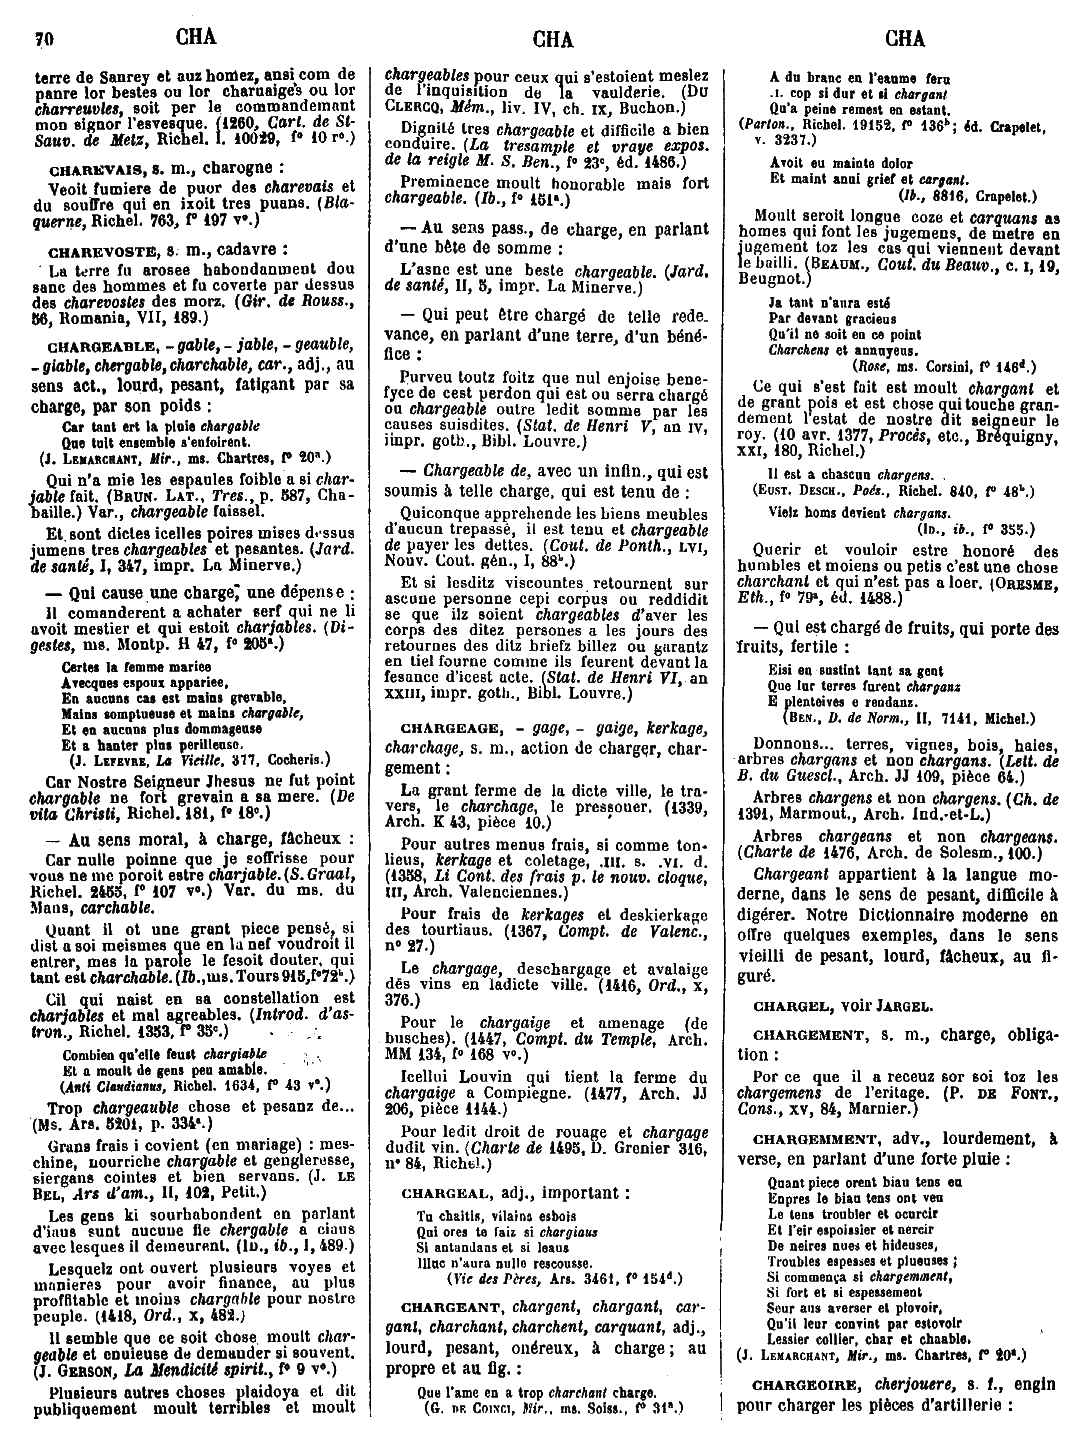 70
CHA
CHA
CHA
terre de Sanrey et auz homez, ansi com de
panre lor bestes ou lor charnaiges ou lor
charreuvles, soit per le commandemant
mon signor l'esvesque. (1260, Cart. de St-
Sauv. de Metz, Richel. l. 10029, f° 10 r°.)
CHAREVAIS, s. m., charogne :
Veoit fumiere de puor des charevais et
du souffre qui en ixoit tres puans. (Bla-
querne, Richel. 763, f° 197 v°.)
CHAREVOSTE, s. m., cadavre :
La terre fu arosee habondanment dou
sanc des hommes et fu coverte par dessus
des charevostes des morz. (Gir. de Rouss.,
56, Romania, VII, 189.)
CHARGEABLE, - gable, - jable, - geauble,
- giable, chergable, charchable, car., adj., au
sens act., lourd, pesant, fatigant par sa
charge, par son poids :
Car tant ert la pluie chargable
Que tuit ensemble s'enfoirent.
(J. LEMARCHANT, Mir., ms. Chartres, f° 20ª.)
Qui n'a mie les espaules foible a si char-
jable fait. (BRUN. LAT., Tres., p. 587, Cha-
baille.) Var., chargeable faissel.
Et sont dictes icelles poires mises dessus
jumens tres chargeables et pesantes. (Jard.
de santé, I, 347, impr. La Minerve.)
— Qui cause une charge, une dépense :
Il comanderent a achater serf qui ne li
avoit mestier et qui estoit charjables. (Di-
gestes, ms. Montp. H 47, f° 205ª.)
Certes la femme mariee
Avecques espoux appariee,
En aucuns cas est mains grevable,
Mains somptueuse et mains chargable,
Et en aucuns plus dommageuse
Et a hanter plus perilleuse.
(J. LEFEVRE, La Vieille, 377, Cocheris.)
Car Nostre Seigneur Jhesus ne fut point
chargable ne fort grevain a sa mere. (De
vita Christi, Richel. 181, f° 18ᶜ.)
— Au sens moral, à charge, fâcheux :
Car nulle poinne que je soffrisse pour
vous ne me poroit estre charjable. (S. Graal,
Richel. 2455, f° 107 v°.) Var. du ms. du
Mans, carchable.
Quant il ot une grant piece pensé, si
dist a soi meismes que en la nef voudroit il
entrer, mes la parole le fesoit douter, qui
tant est charchable. (Ib., ms. Tours 915, f° 72ᵇ.)
Cil qui naist en sa constellation est
charjables et mal agreables. (Introd. d'as-
tron., Richel. 1353, f° 35ᶜ.)
Combien qu'elle feust chargiable
Et a moult de gens peu amable.
(Anti Claudianus, Richel. 1634, f° 43 v°.)
Trop chargeauble chose et pesanz de...
(Ms. Ars. 5201, p. 334ª.)
Grans frais i covient (en mariage) : mes-
chine, nourriche chargable et gengleresse,
siergans cointes et bien servans. (J. LE
BEL, Ars d'am., II, 102, Petit.)
Les gens ki sourhabondent en parlant
d'iaus sunt aucune fie chergable a ciaus
avec lesques il demeurent. (ID., ib., I, 489.)
Lesquelz ont ouvert plusieurs voyes et
manieres pour avoir finance, au plus
proffitable et moins chargable pour nostre
peuple. (1418, Ord., X, 482.)
Il semble que ce soit chose moult char-
geable et enuieuse de demander si souvent.
(J. GERSON, La Mendicité spirit., f° 9 v°.)
Plusieurs autres choses plaidoya et dit
publiquement moult terribles et moult
chargeables pour ceux qui s'estoient meslez
de l'inquisition de la vaulderie. (DU
CLERCQ, Mém., liv. IV, ch. IX, Buchon.)
Dignité tres chargeable et difficile a bien
conduire. (La tresample et vraye expos.
de la reigle M. S. Ben., f° 23ᶜ, éd. 1486.)
Preminence moult honorable mais fort
chargeable. (Ib., f° 151ª.)
— Au sens pass., de charge, en parlant
d'une bête de somme :
L'asne est une beste chargeable. (Jard.
de santé, II, 5, impr. La Minerve.)
— Qui peut être chargé de telle rede-
vance, en parlant d'une terre, d'un béné-
fice :
Purveu toutz foitz que nul enjoise bene-
fyce de cest perdon qui est ou serra chargé
ou chargeable outre ledit somme par les
causes suisdites. (Stat. de Henri V, an IV,
impr. goth., Bibl. Louvre.)
— Chargeable de, avec un infin., qui est
soumis à telle charge, qui est tenu de :
Quiconque apprehende les biens meubles
d'aucun trepassé, il est tenu et chargeable
de payer les dettes. (Cout. de Ponth., LVI,
Nouv. Cout. gén., I, 88ᵇ.)
Et si lesditz viscountes retournent sur
ascune personne cepi corpus ou reddidit
se que ilz soient chargeables d'aver les
corps des ditez persones a les jours des
retournes des ditz briefz billez ou garantz
en tiel fourne comme ils feurent devant la
fesance d'icest acte. (Stat. de Henri VI, an
XXIII, impr. goth., Bibl. Louvre.)
CHARGEAGE, - gage, - gaige, kerkage,
charchage, s. m., action de charger, char-
gement :
La grant ferme de la dicte ville, le tra-
vers, le charchage, le pressouer. (1339,
Arch. K 43, pièce 10.)
Pour autres menus frais, si comme ton-
lieus, kerkage et coletage, .III. s. .VI. d.
(1358, Li Cont. des frais p. le nouv. cloque,
III, Arch. Valenciennes.)
Pour frais de kerkages et deskierkage
des tourtiaus. (1367, Compt. de Valenc.,
n° 27.)
Le chargage, deschargage et avalaige
dès vins en ladicte ville. (1416, Ord., X,
376.)
Pour le chargaige et amenage (de
busches). (1447, Compt. du Temple, Arch.
MM 134, f° 168 v°.)
Icellui Louvin qui tient la ferme du
chargaige a Compiegne. (1477, Arch. JJ
206, pièce 1144.)
Pour ledit droit de rouage et chargage
dudit vin. (Charte de 1495, D. Grenier 316,
n° 84, Richel.)
CHARGEAL, adj., important :
Tu chaitis, vilains esbois
Qui ores te faiz si chargiaus
Si antandans et si leaus
Illuc n'aura nulle rescousse.
(Vie des Pères, Ars. 3461, f° 154ᵈ.)
CHARGEANT, chargent, chargant, car-
gant, charchant, charchent, carquant, adj.,
lourd, pesant, onéreux, à charge ; au
propre et au fig. :
Que l'ame en a trop charchant charge.
(G. DE COINCI, Mir., ms. Soiss., f° 31ª.)
A du branc en l'eaume feru
.I. cop si dur et si chargant
Qu'a peine remest en estant.
(Parton., Richel. 19152, f° 136ᵇ; éd. Crapelet,
v. 3237.)
Avoit eu mainte dolor
Et maint anui grief et cargant.
(Ib., 8816, Crapelet.)
Moult seroit longue coze et carquans as
homes qui font les jugemens, de metre en
jugement toz les cas qui viennent devant
le bailli. (BEAUM., Cout. du Beauv., c. I, 19,
Beugnot.)
Ja tant n'aura esté
Par devant gracieus
Qu'il ne soit en ce point
Charchens et annuyeus.
(Rose, ms. Corsini, f° 146ᵈ.)
Ce qui s'est fait est moult chargant et
de grant pois et est chose qui touche gran-
dement l'estat de nostre dit seigneur le
roy. (10 avr. 1377, Procès, etc., Bréquigny,
XXI, 180, Richel.)
Il est a chascun chargens.
(EUST. DESCH., Poés., Richel. 840, f° 48ᵇ.)
Vielz homs devient chargans.
(ID., ib., f° 355.)
Querir et vouloir estre honoré des
humbles et moiens ou petis c'est une chose
charchant et qui n'est pas a loer. (ORESME,
Eth., f° 79ª, éd. 1488.)
— Qui est chargé de fruits, qui porte des
fruits, fertile :
Eisi en sustint tant sa gent
Que lur terres furent charganz
E plenteives e rendanz.
(BEN., D. de Norm., II, 7141, Michel.)
Donnons... terres, vignes, bois, haies,
arbres chargans et non chargans. (Lett. de
B. du Guescl., Arch. JJ 109, pièce 64.)
Arbres chargens et non chargens. (Ch. de
1391, Marmout., Arch. Ind.-et-L.)
Arbres chargeans et non chargeans.
(Charte de 1476, Arch. de Solesm., 100.)
Chargeant appartient à la langue mo-
derne, dans le sens de pesant, difficile à
digérer. Notre Dictionnaire moderne en
offre quelques exemples, dans le sens
vieilli de pesant, lourd, fâcheux, au fi-
guré.
CHARGEL, voir JARGEL.
CHARGEMENT, s. m., charge, obliga-
tion :
Por ce que il a receuz sor soi toz les
chargemens de l'eritage. (P. DE FONT.,
Cons., XV, 84, Marnier.)
CHARGEMMENT, adv., lourdement, à
verse, en parlant d'une forte pluie :
Quant piece orent biau tens eu
Enpres le biau tens ont veu
Le tens troubler et ocurcir
Et l'eir espoissier et nercir
De neires nues et hideuses,
Troubles espesses et plueuses ;
Si commença si chargemment,
Si fort et si espessement
Seur aus averser et plovoir,
Qu'il leur convint par estovoir
Lessier collier, char et chaable.
(J. LEMARCHANT, Mir., ms. Chartres, f° 20ª.)
CHARGEOIRE, cherjouere, s. f., engin
pour charger les pièces d'artillerie :